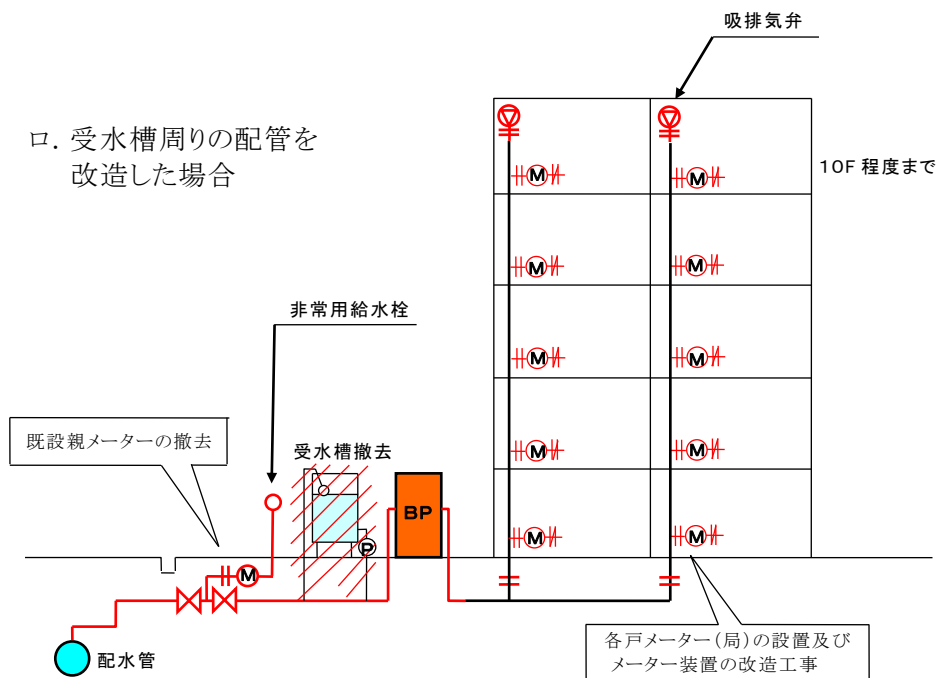 吸排気弁
ロ. 受水槽周りの配管を
改造した場合
10F 程度まで
M
M
M
M
非常用給水栓
M
M
既設親メーターの撤去
受水槽撤去
M
M
BP
P
M
M
M
配水管
各戸メーター(局)の設置及び
メーター装置の改造工事